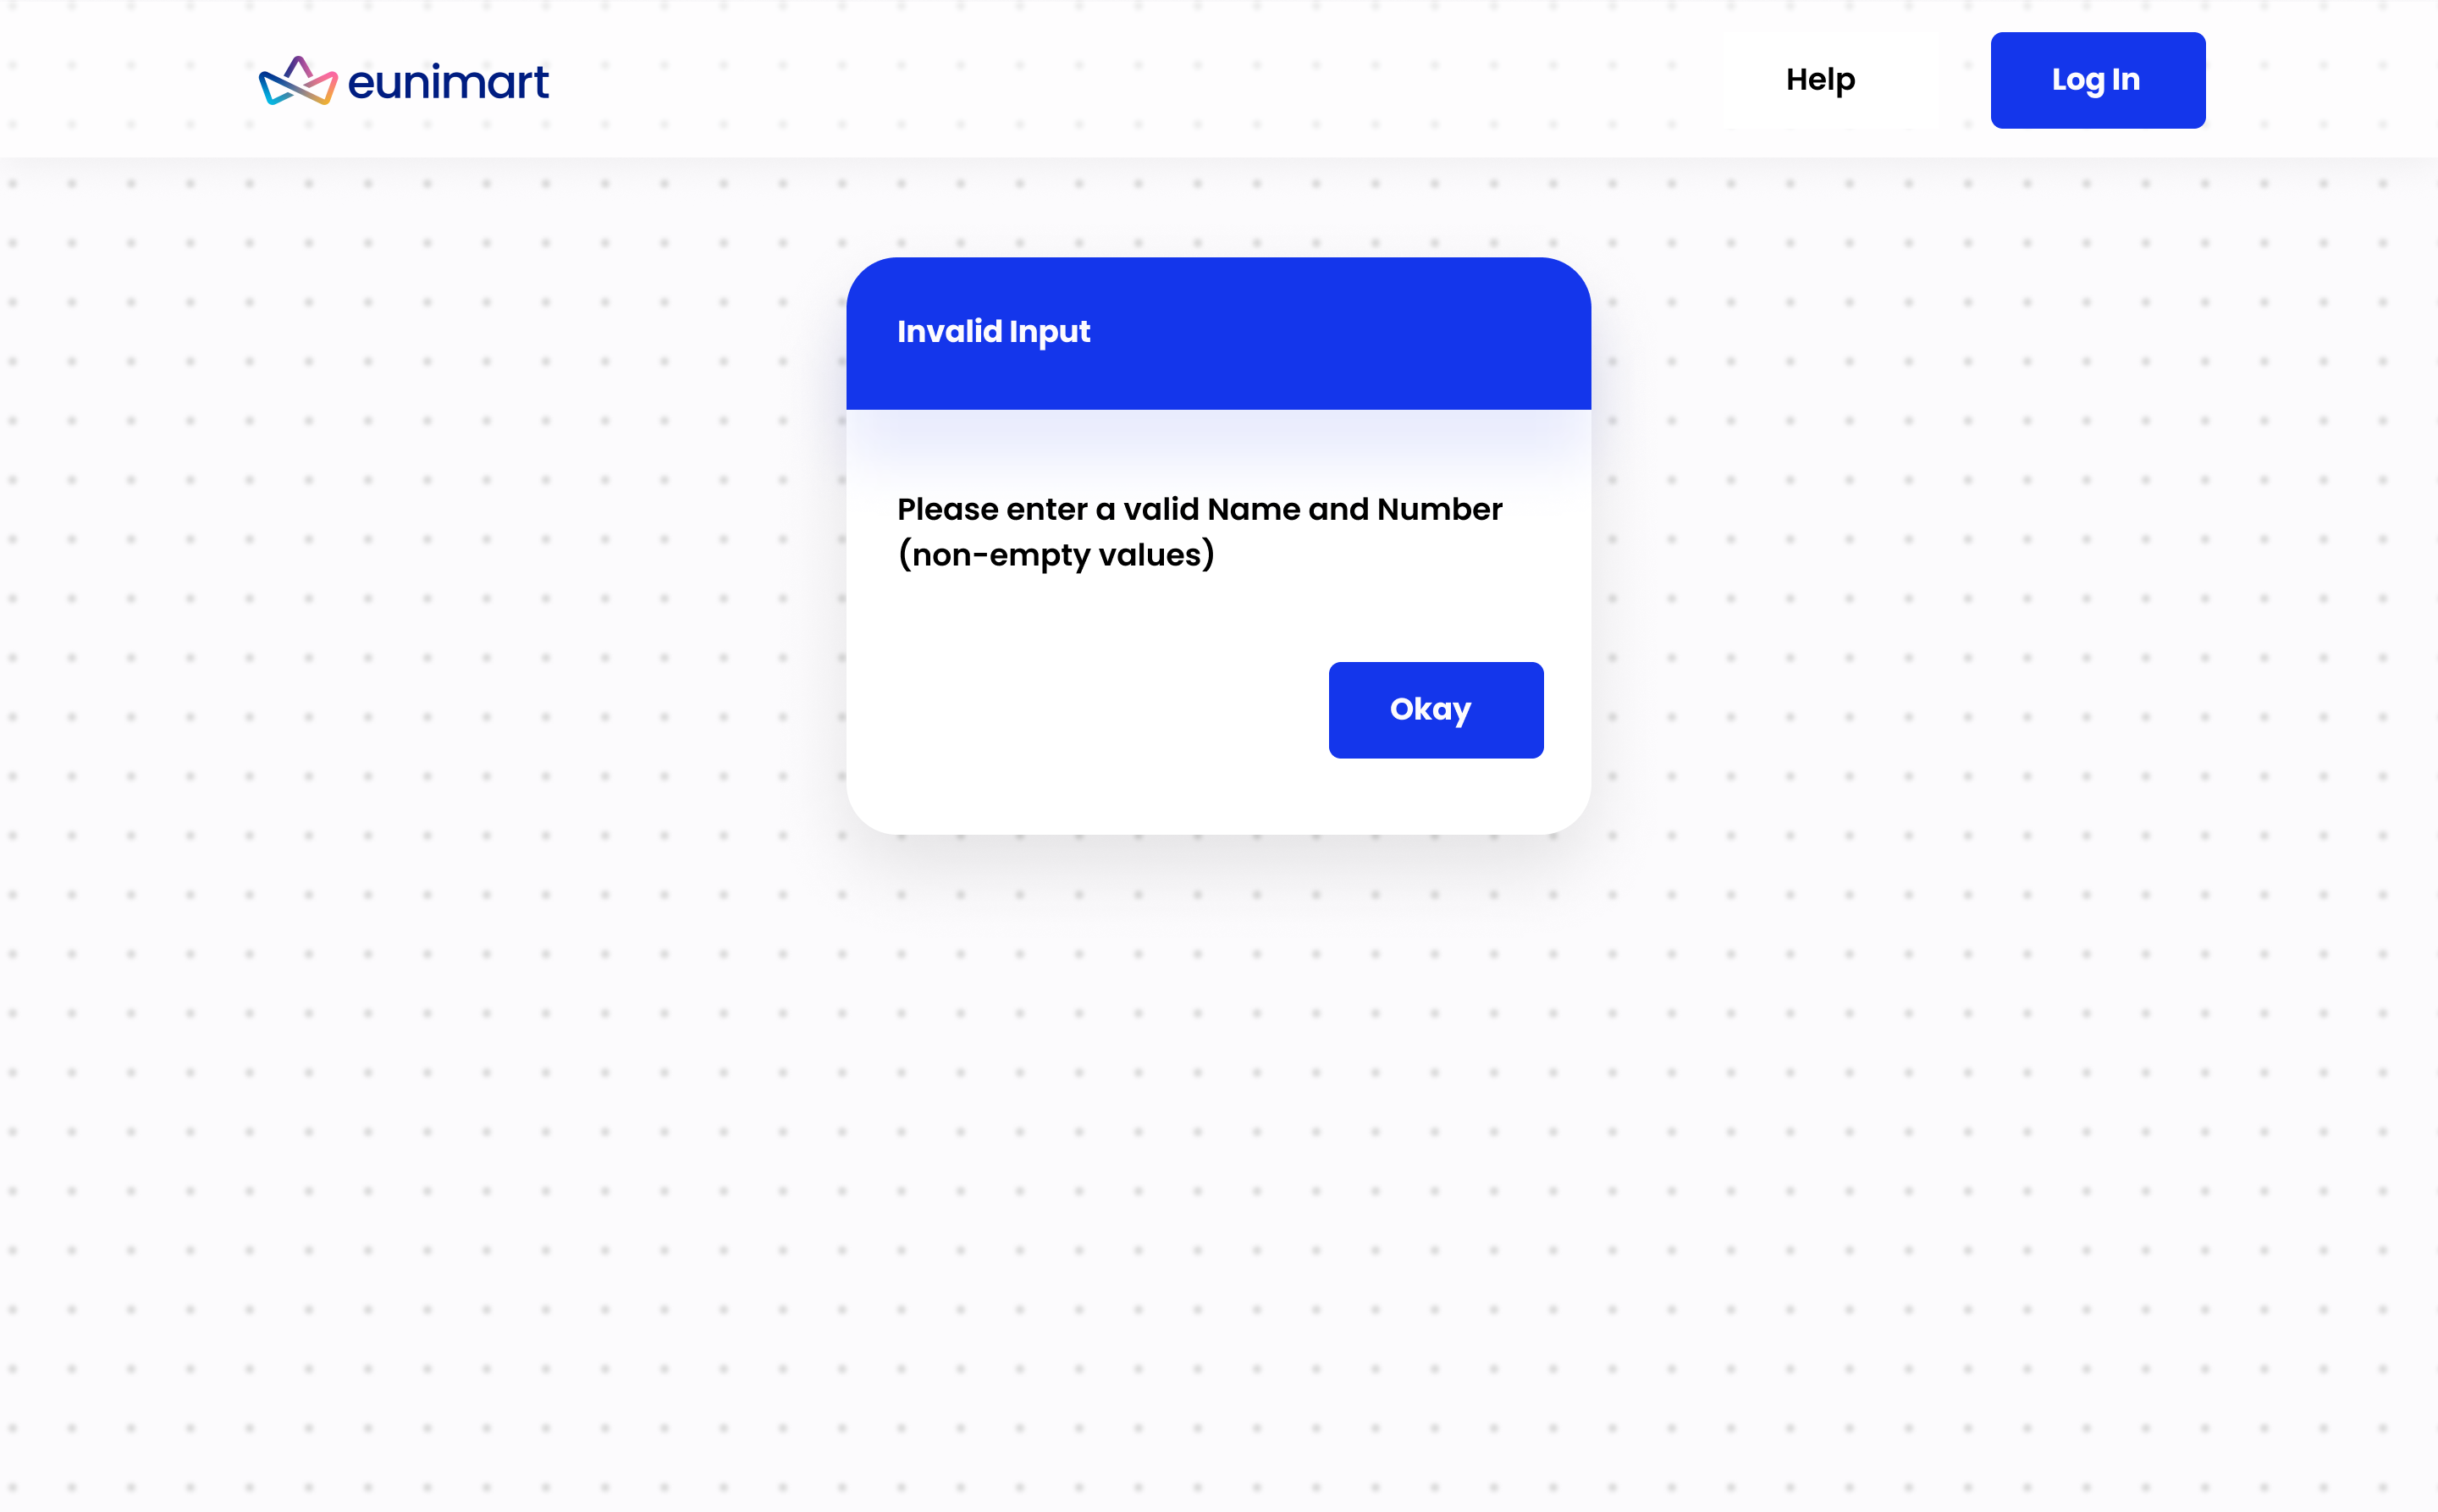 eunimart
Help
Log In
Invalid Input
Please enter a valid Name and Number
(non-empty values)
Okay